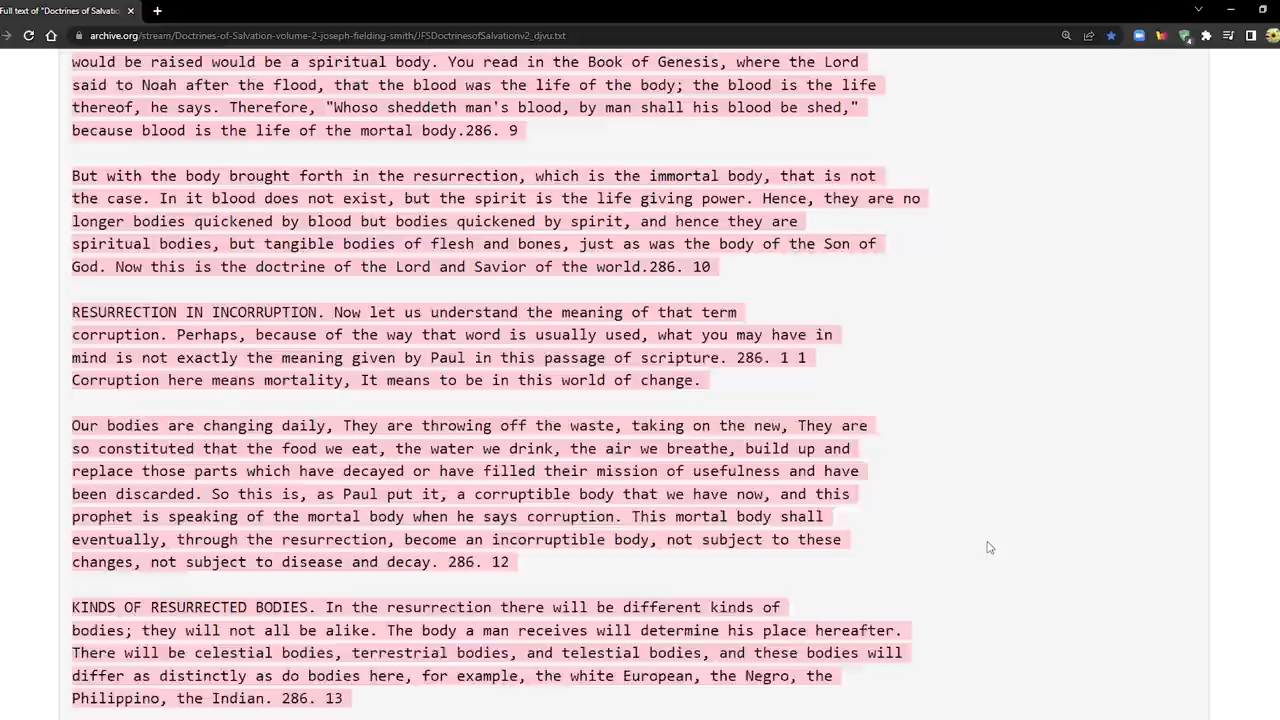 Full text of "Doctrines of Salvatio
archive.org/stream/Doctrines-of-Salvation-volume-2-joseph-fielding-smith/JFSDoctrinesofSalvationv2_djvu.txt
would be raised would be a spiritual body. You read in the Book of Genesis, where the Lord
said to Noah after the flood, that the blood was the life of the body; the blood is the life
thereof, he says. Therefore, "Whoso sheddeth man's blood, by man shall his blood be shed,"
because blood is the life of the mortal body.286. 9
But with the body brought forth in the resurrection, which is the immortal body, that is not
the case. In it blood does not exist, but the spirit is the life giving power. Hence, they are no
longer bodies quickened by blood but bodies quickened by spirit, and hence they are
spiritual bodies, but tangible bodies of flesh and bones, just as was the body of the Son of
God. Now this is the doctrine of the Lord and Savior of the world.286. 10
RESURRECTION IN INCORRUPTION. Now let us understand the meaning of that term
corruption. Perhaps, because of the way that word is usually used, what you may have in
mind is not exactly the meaning given by Paul in this passage of scripture. 286. 1 1
Corruption here means mortality, It means to be in this world of change.
Our bodies are changing daily, They are throwing off the waste, taking on the new, They are
so constituted that the food we eat, the water we drink, the air we breathe, build up and
replace those parts which have decayed or have filled their mission of usefulness and have
been discarded. So this is, as Paul put it, a corruptible body that we have now, and this
prophet is speaking of the mortal body when he says corruption. This mortal body shall
eventually, through the resurrection, become an incorruptible body, not subject to these
changes, not subject to disease and decay. 286. 12
KINDS OF RESURRECTED BODIES. In the resurrection there will be different kinds of
bodies; they will not all be alike. The body a man receives will determine his place hereafter.
There will be celestial bodies, terrestrial bodies, and telestial bodies, and these bodies will
differ as distinctly as do bodies here, for example, the white European, the Negro, the
Philippino, the Indian. 286. 13